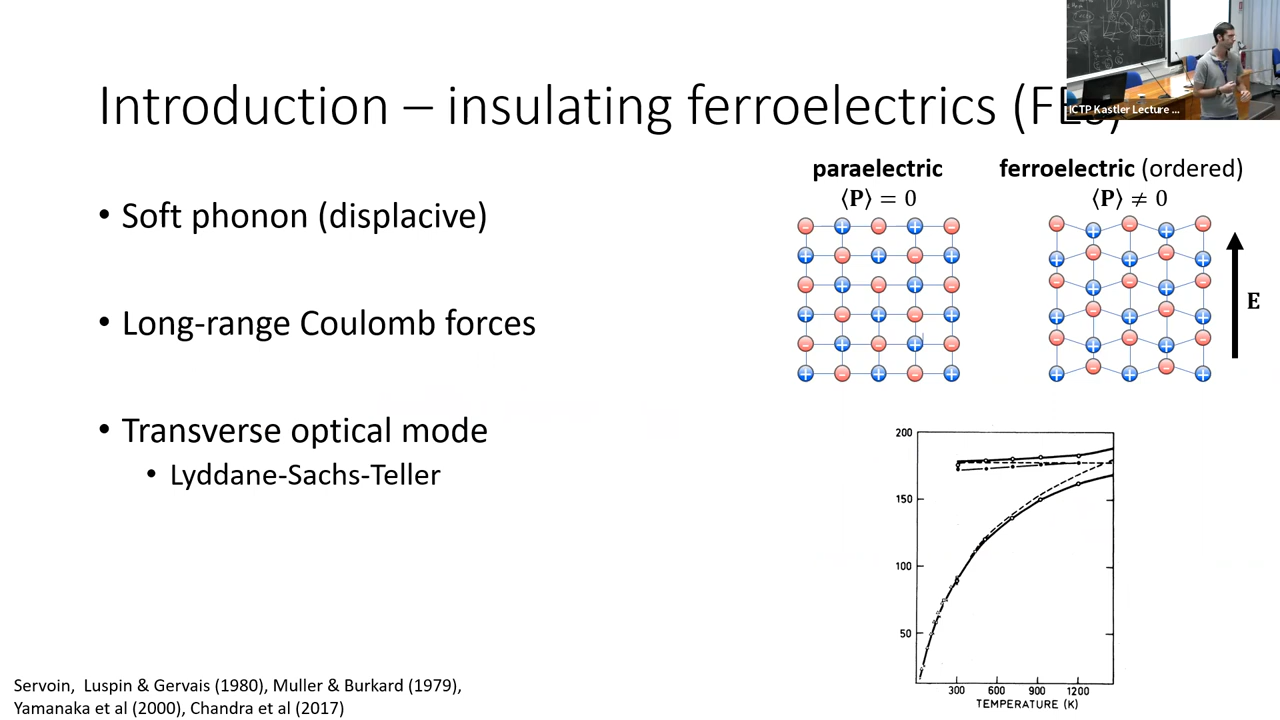 Introduction – insulating ferroelectrics (FEs)
ICTP Kastler Lecture ...
• Soft phonon (displacive)
• Long-range Coulomb forces
• Transverse optical mode
• Lyddane-Sachs-Teller
paraelectric
⟨P⟩ = 0
ferroelectric (ordered)
⟨P⟩ ≠ 0
E
200
150
100
50
300 600 900 1200
TEMPERATURE (K)
Servoin, Luspin & Gervais (1980), Muller & Burkard (1979),
Yamanaka et al (2000), Chandra et al (2017)